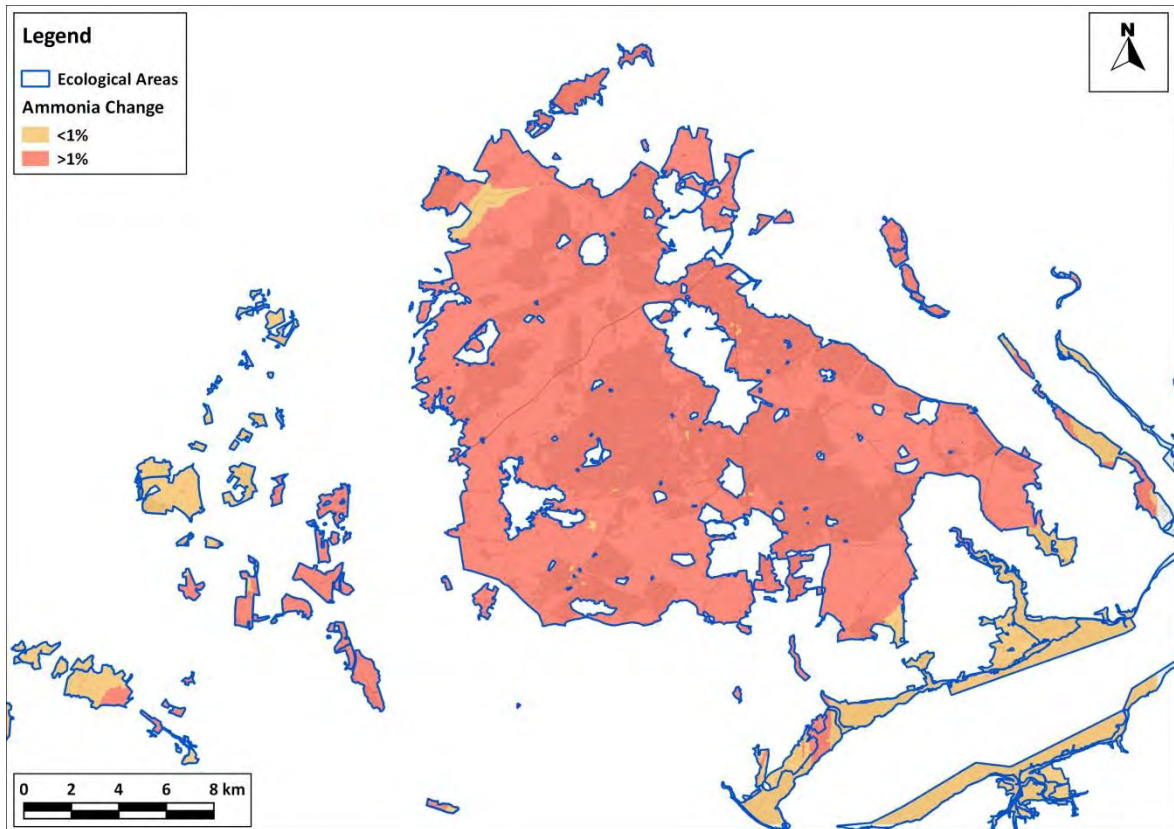 Legend
Ecological Areas
Ammonia Change
<1%
>1%
N
0 2 4 6 8 km